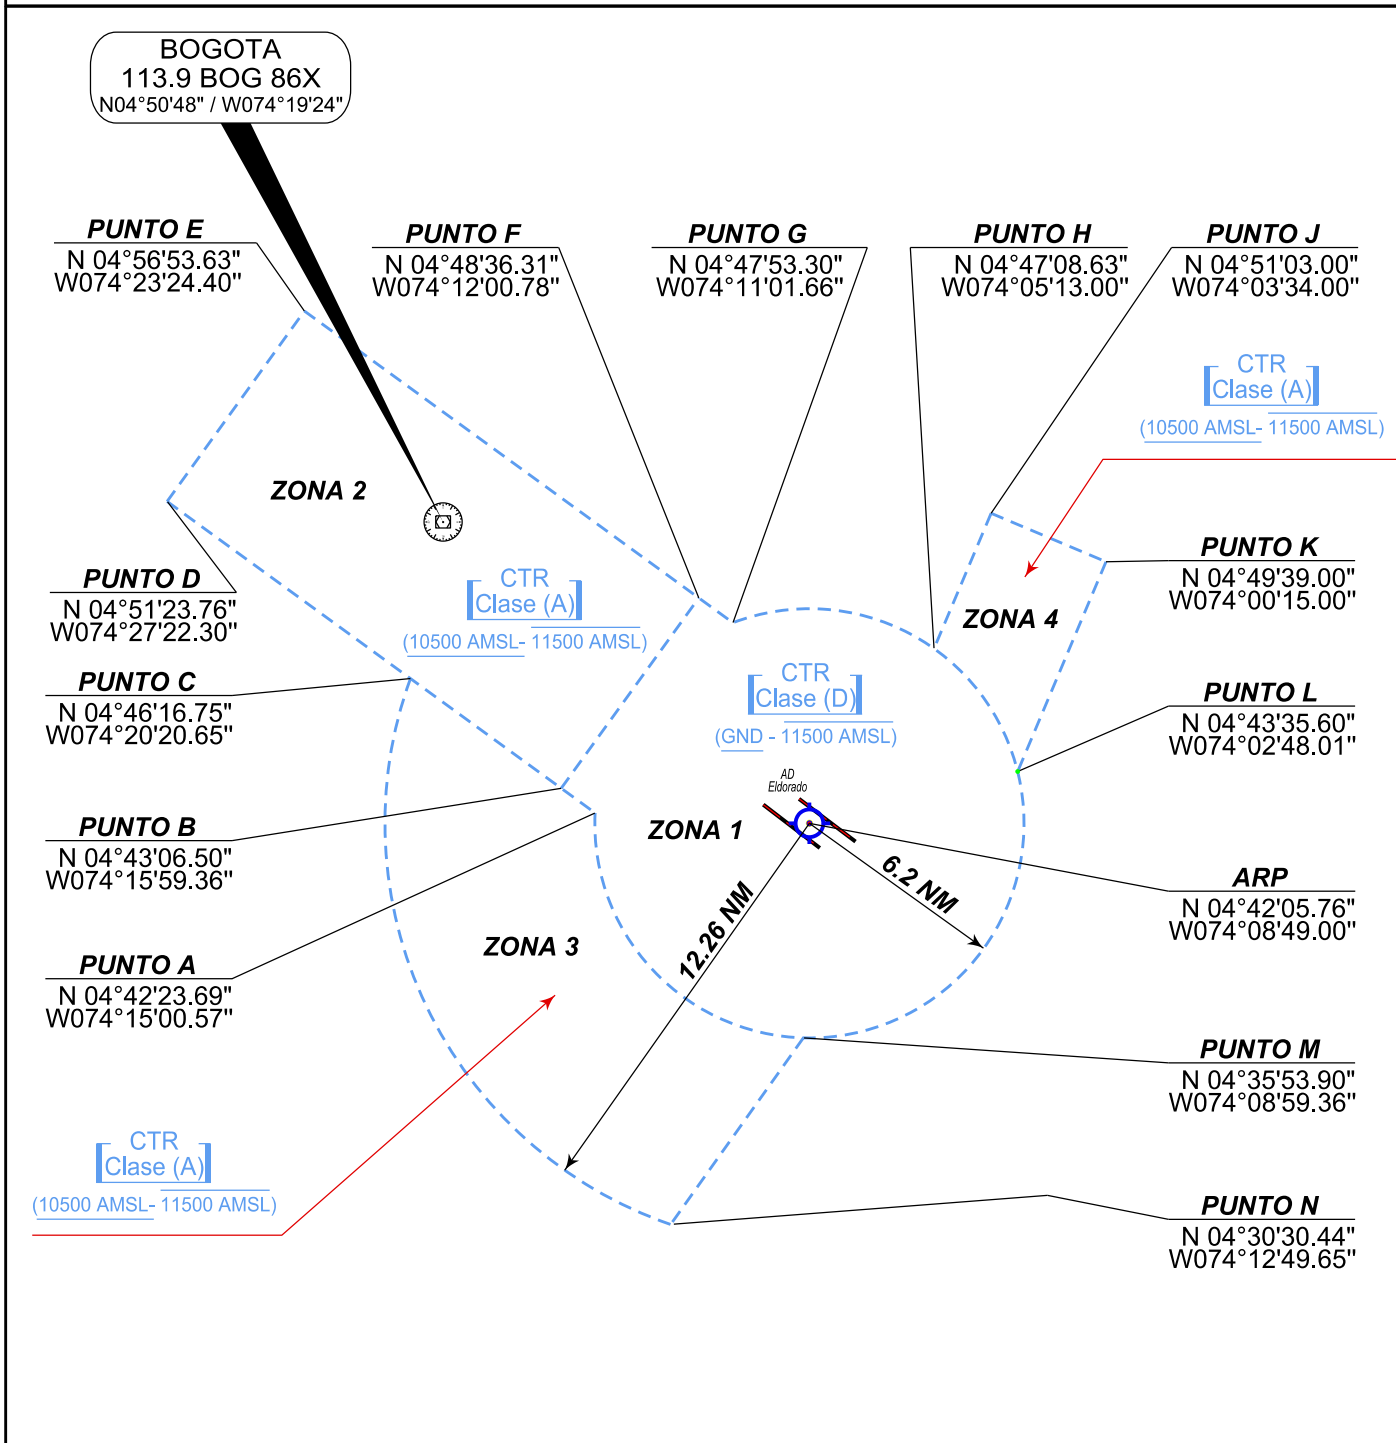 BOGOTA
113.9 BOG 86X
N04°50'48" / W074°19'24"
PUNTO E
N 04°56'53.63"
W074°23'24.40"
PUNTO F
N 04°48'36.31"
W074°12'00.78"
PUNTO G
N 04°47'53.30"
W074°11'01.66"
PUNTO H
N 04°47'08.63"
W074°05'13.00"
PUNTO J
N 04°51'03.00"
W074°03'34.00"
CTR
Clase (A)
(10500 AMSL- 11500 AMSL)
ZONA 2
PUNTO D
N 04°51'23.76"
W074°27'22.30"
CTR
Clase (A)
(10500 AMSL- 11500 AMSL)
ZONA 4
PUNTO K
N 04°49'39.00"
W074°00'15.00"
PUNTO C
N 04°46'16.75"
W074°20'20.65"
CTR
Clase (D)
(GND - 11500 AMSL)
PUNTO L
N 04°43'35.60"
W074°02'48.01"
AD
Eldorado
ZONA 1
PUNTO B
N 04°43'06.50"
W074°15'59.36"
6.2 NM
12.26 NM
ARP
N 04°42'05.76"
W074°08'49.00"
ZONA 3
PUNTO A
N 04°42'23.69"
W074°15'00.57"
PUNTO M
N 04°35'53.90"
W074°08'59.36"
CTR
Clase (A)
(10500 AMSL- 11500 AMSL)
PUNTO N
N 04°30'30.44"
W074°12'49.65"